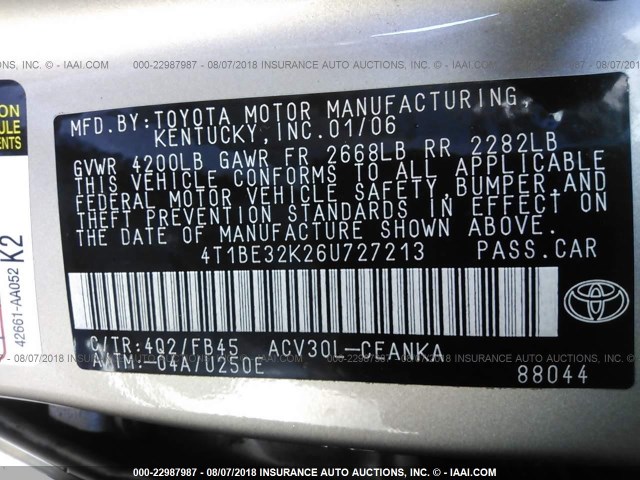 INSURANCE AUTO AUCTIONS, INC. - IAAI.COM 000-22987987 - 08/07/2018 INSURANCE AUTO AUCTIONS, INC. - IAAI.COM 000-22987987 - 08/07/2018
MFD.BY: TOYOTA MOTOR MANUFACTURING,
KENTUCKY, INC. 01/06
GVWR 4200LB GAWR FR 2668LB RR 2282LB
THIS VEHICLE CONFORMS TO ALL APPLICABLE
FEDERAL MOTOR VEHICLE SAFETY, BUMPER, AND
THEFT PREVENTION STANDARDS IN EFFECT ON
THE DATE OF MANUFACTURE SHOWN ABOVE.
4T1BE32K26U727213 PASS.CAR
C/TR:4Q2/FB45 ACV30L-CEANKA
A/TM:-04A/U250E
88044
42661-AA052
K2
000-22987987 - 08/07/2018 INSURANCE AUTO AUCTIONS, INC. - IAAI.COM